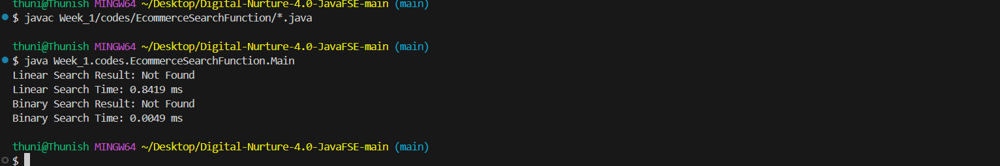 thuni@Thunish MINGW64 ~/Desktop/Digital-Nurture-4.0-JavaFSE-main (main)
$ javac Week_1/codes/EcommerceSearchFunction/*.java
thuni@Thunish MINGW64 ~/Desktop/Digital-Nurture-4.0-JavaFSE-main (main)
$ java Week_1.codes.EcommerceSearchFunction.Main
Linear Search Result: Not Found
Linear Search Time: 0.8419 ms
Binary Search Result: Not Found
Binary Search Time: 0.0049 ms
thuni@Thunish MINGW64 ~/Desktop/Digital-Nurture-4.0-JavaFSE-main (main)
$